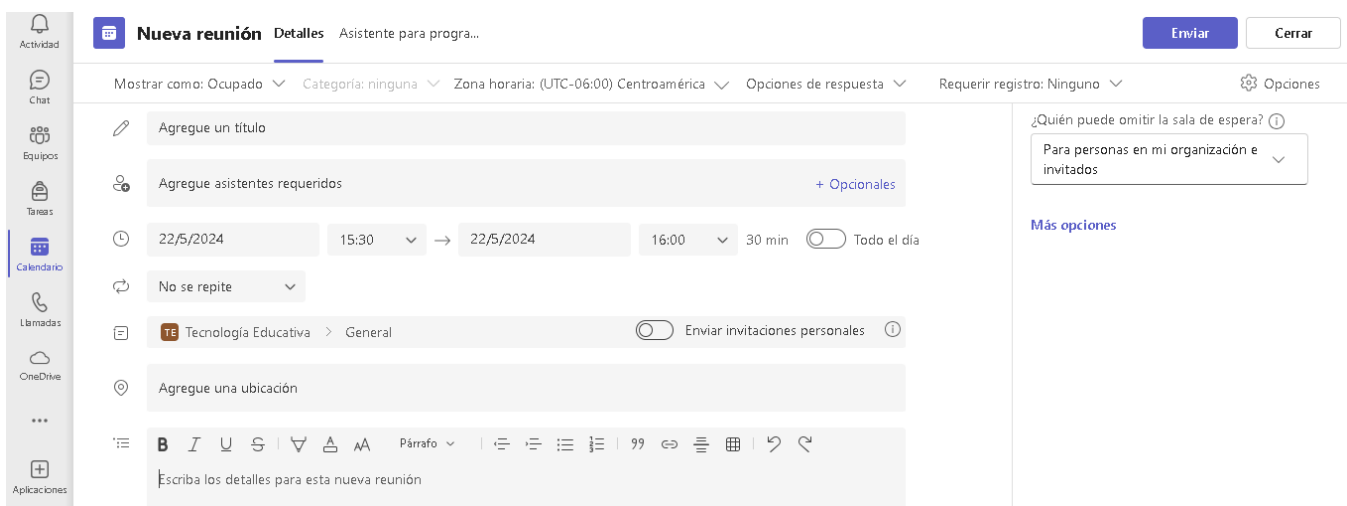 Actividad
Chat
Equipos
Tareas
Calendario
Llamadas
OneDrive
Aplicaciones
Nueva reunión Detalles Asistente para progra... Enviar Cerrar
Mostrar como: Ocupado Categoría: ninguna Zona horaria: (UTC-06:00) Centroamérica Opciones de respuesta Requerir registro: Ninguno Opciones
Agregue un título
Agregue asistentes requeridos + Opcionales
22/5/2024 15:30 → 22/5/2024 16:00 30 min Todo el día
No se repite
TE Tecnología Educativa > General Enviar invitaciones personales
Agregue una ubicación
Párrafo
Escriba los detalles para esta nueva reunión
¿Quién puede omitir la sala de espera?
Para personas en mi organización e
invitados
Más opciones